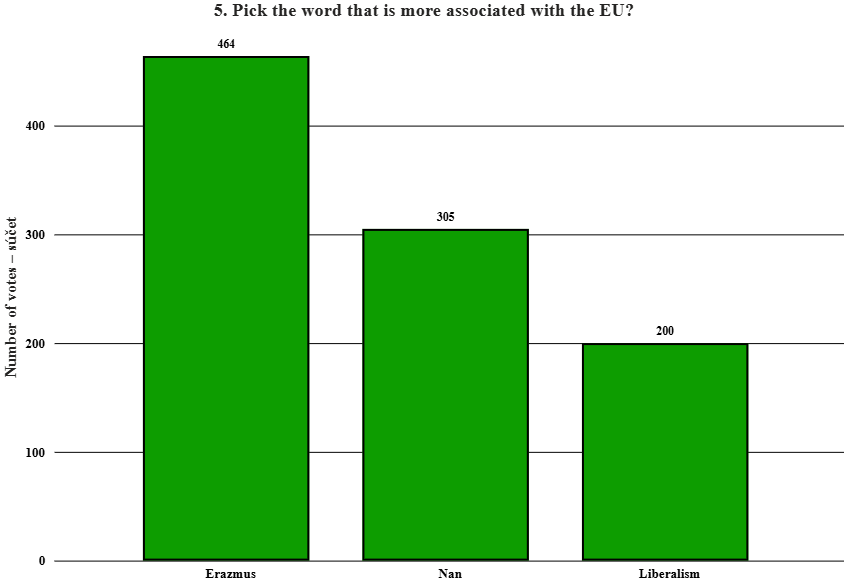 5. Pick the word that is more associated with the EU?
464
400
305
300
200
200
100
0
Number of votes – súčet
Erazmus
Nan
Liberalism